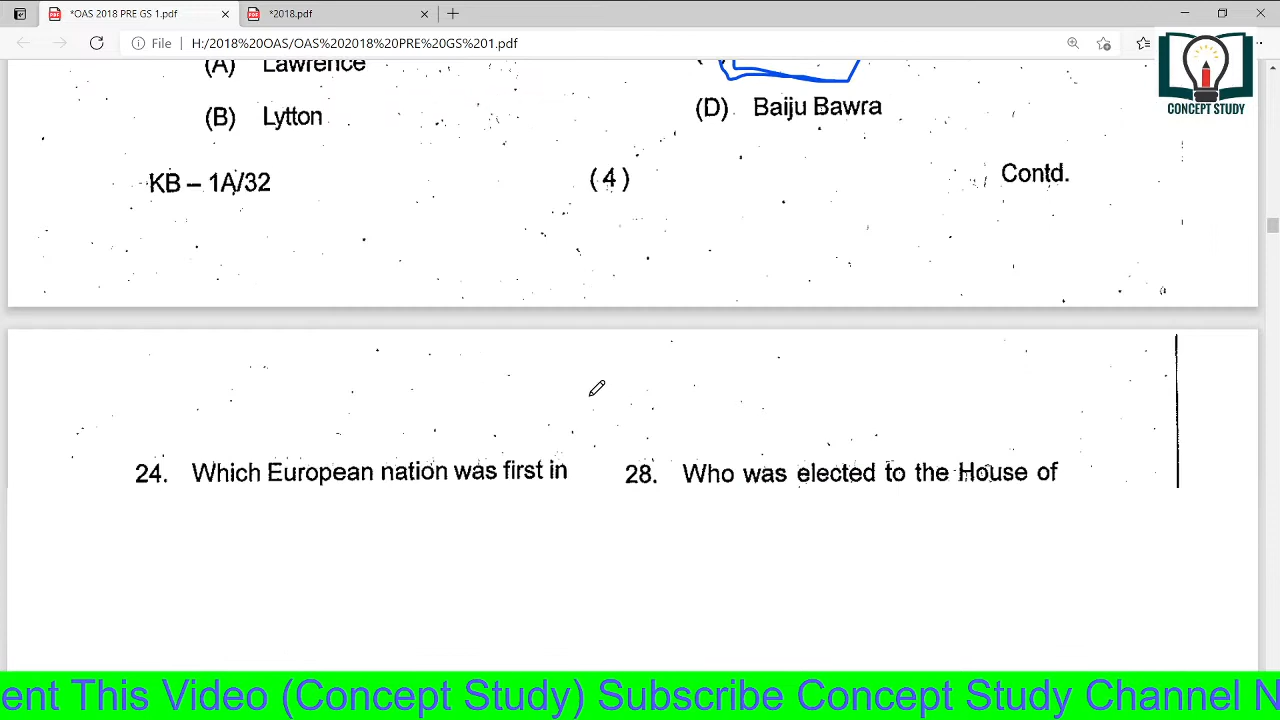 *OAS 2018 PRE GS 1.pdf
*2018.pdf
File
H:/2018%20OAS/OAS%202018%20PRE%20GS%201.pdf
CONCEPT STUDY
(A) Lawrence
(B) Lytton
(D) Baiju Bawra
KB – 1A/32
(4)
Contd.
24. Which European nation was first in
28. Who was elected to the House of
ent This Video (Concept Study) Subscribe Concept Study Channel N